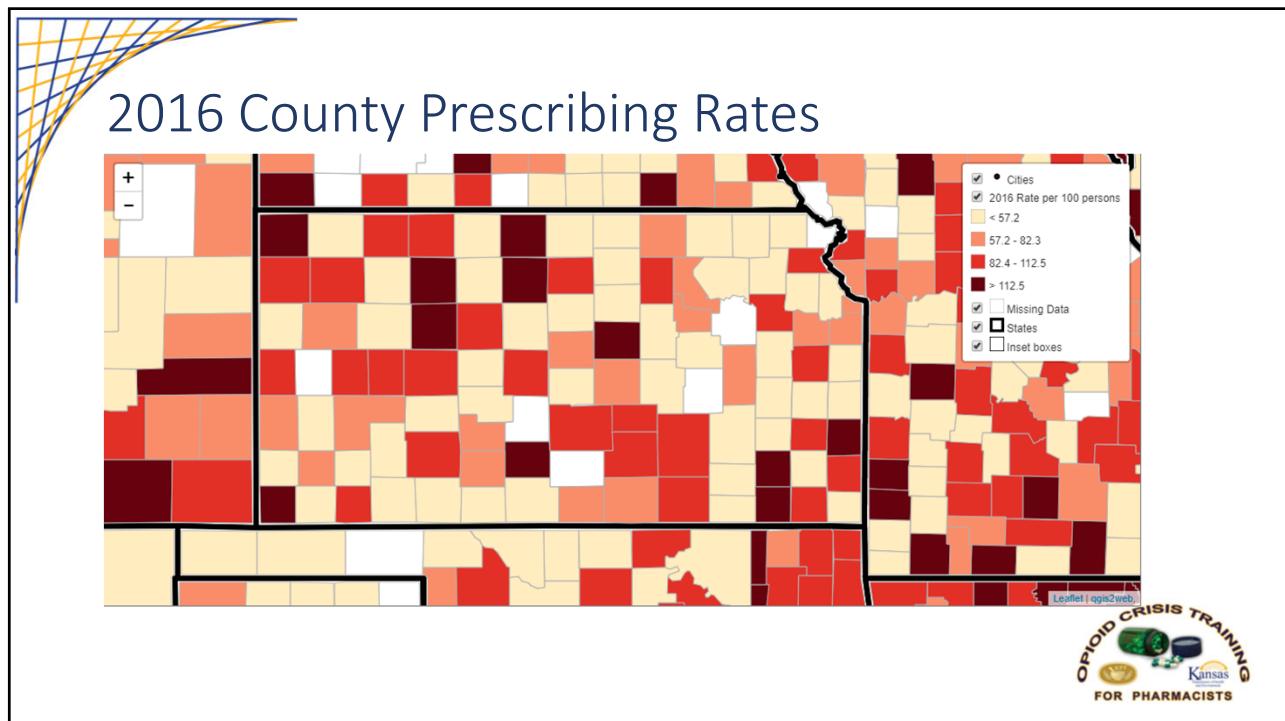 2016 County Prescribing Rates
+
−
Cities
2016 Rate per 100 persons
< 57.2
57.2 - 82.3
82.4 - 112.5
> 112.5
Missing Data
States
Inset boxes
Leaflet | qgis2web,
OPIOID CRISIS TRAINING
Kansas
FOR PHARMACISTS